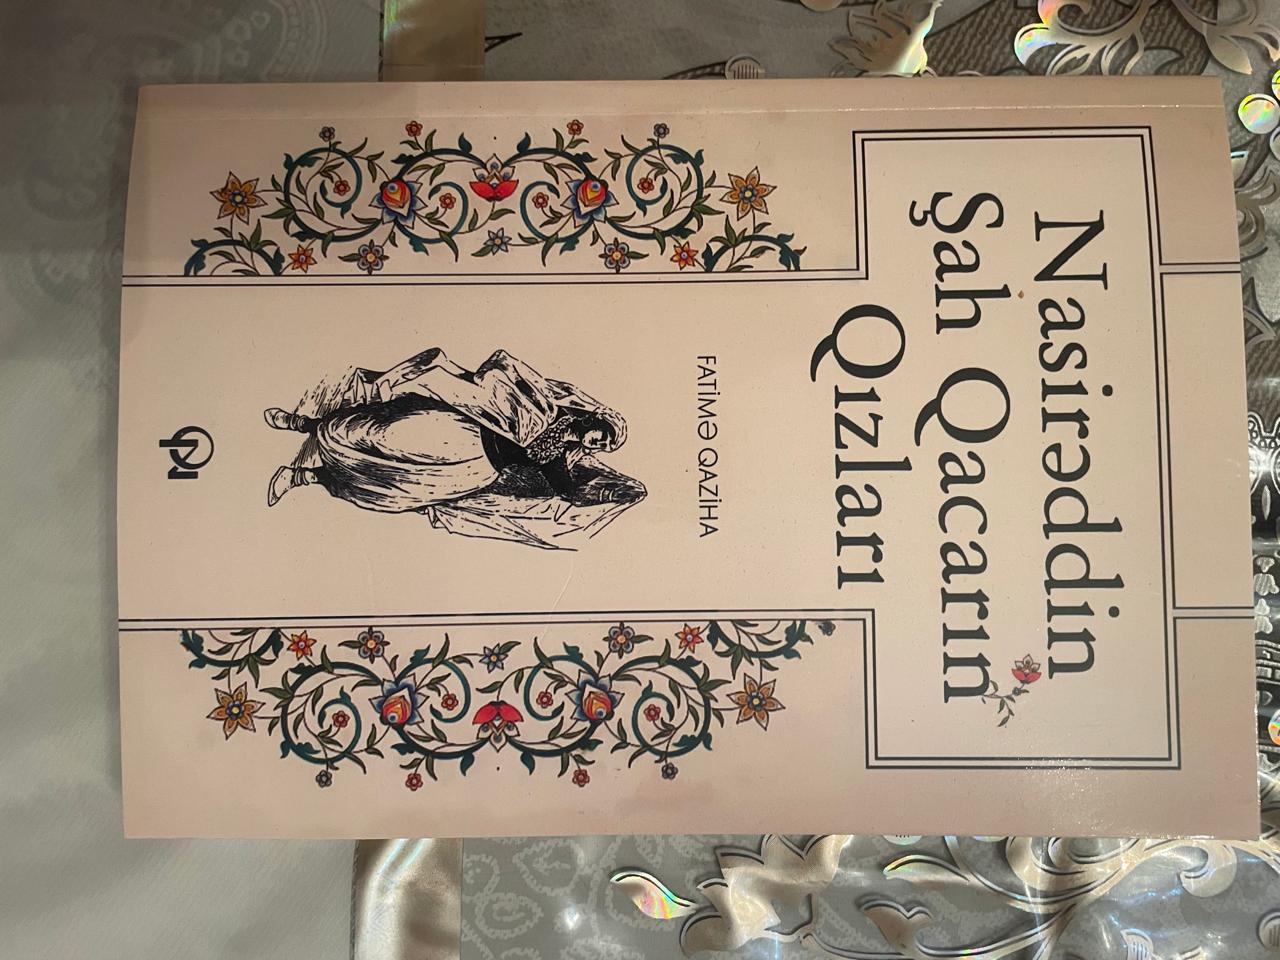 Nasirəddin
Şah Qacarın
Qızları
FATİMƏ QAZİHA